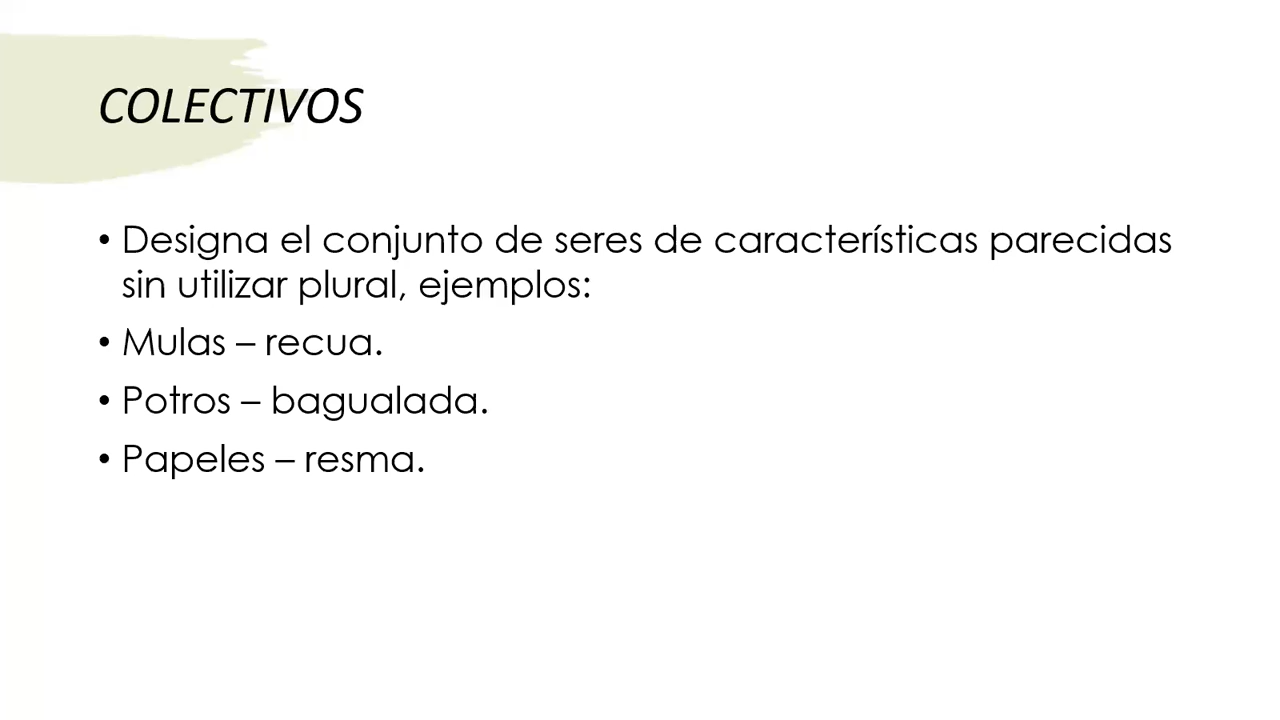 COLECTIVOS
• Designa el conjunto de seres de características parecidas
sin utilizar plural, ejemplos:
• Mulas – recua.
• Potros – bagualada.
• Papeles – resma.